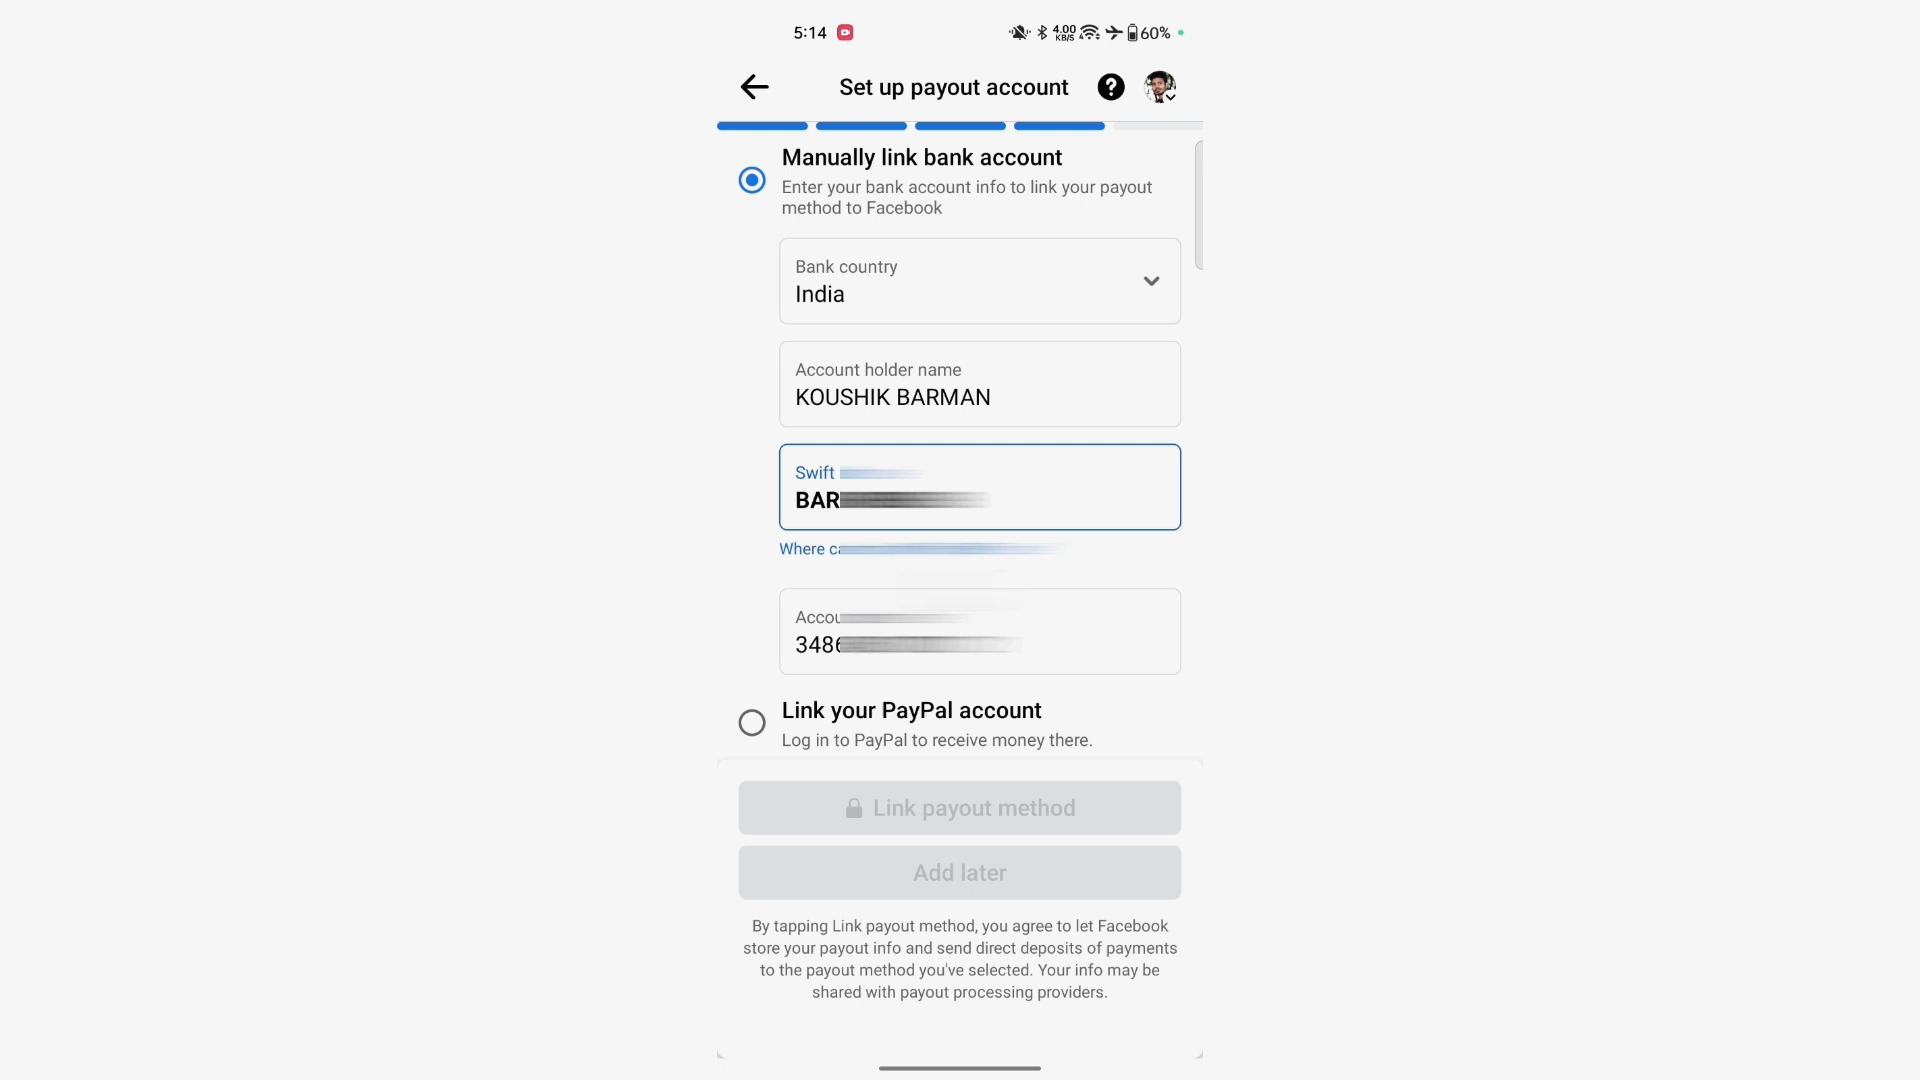 5:14
4.00
KB/S
60%
Set up payout account
Manually link bank account
Enter your bank account info to link your payout
method to Facebook
Bank country
India
Account holder name
KOUSHIK BARMAN
Swift
BAR
Where
348
Link your PayPal account
Log in to PayPal to receive money there.
Link payout method
Add later
By tapping Link payout method, you agree to let Facebook
store your payout info and send direct deposits of payments
to the payout method you've selected. Your info may be
shared with payout processing providers.